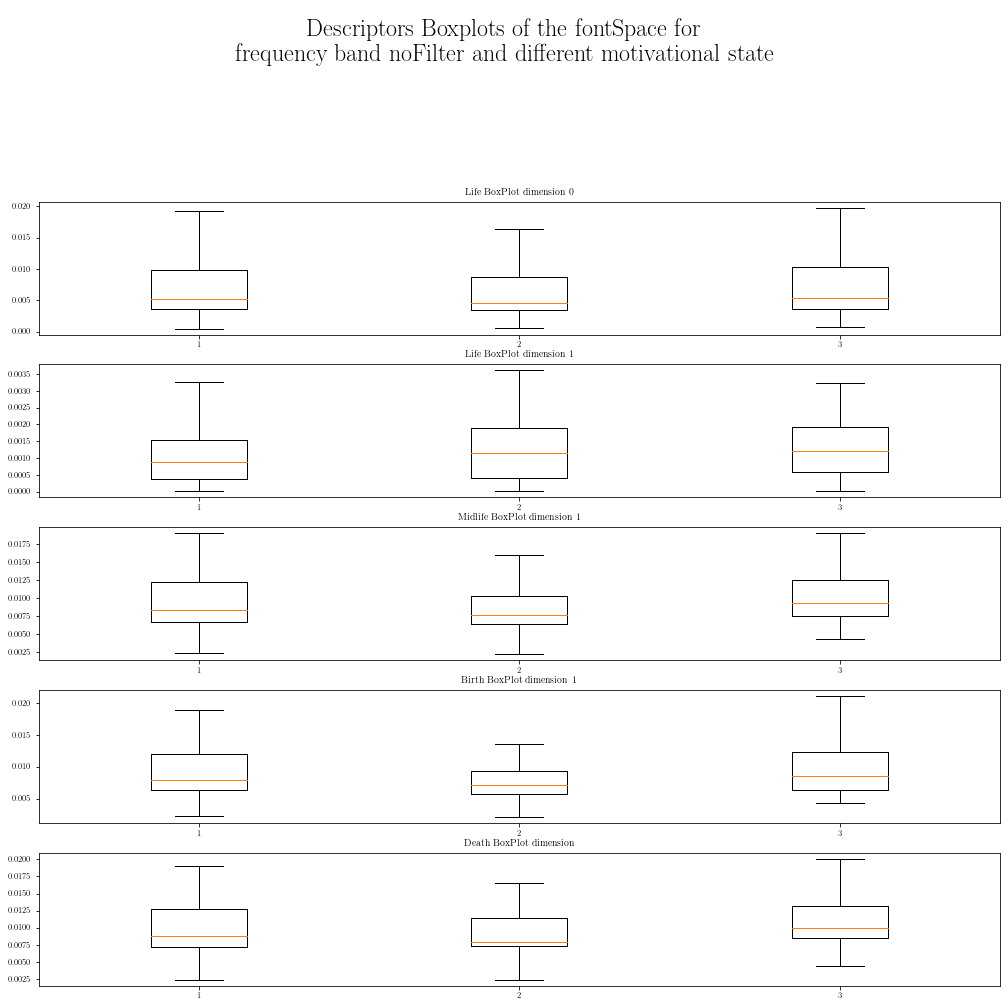 Descriptors Boxplots of the fontSpace for
frequency band noFilter and different motivational state
Life BoxPlot dimension 0
0.020
0.015
0.010
0.005
0.000
1 2 3
Life BoxPlot dimension 1
0.0035
0.0030
0.0025
0.0020
0.0015
0.0010
0.0005
0.0000
1 2 3
Midlife BoxPlot dimension 1
0.0175
0.0150
0.0125
0.0100
0.0075
0.0050
0.0025
1 2 3
Birth BoxPlot dimension 1
0.020
0.015
0.010
0.005
1 2 3
Death BoxPlot dimension
0.0200
0.0175
0.0150
0.0125
0.0100
0.0075
0.0050
0.0025
1 2 3